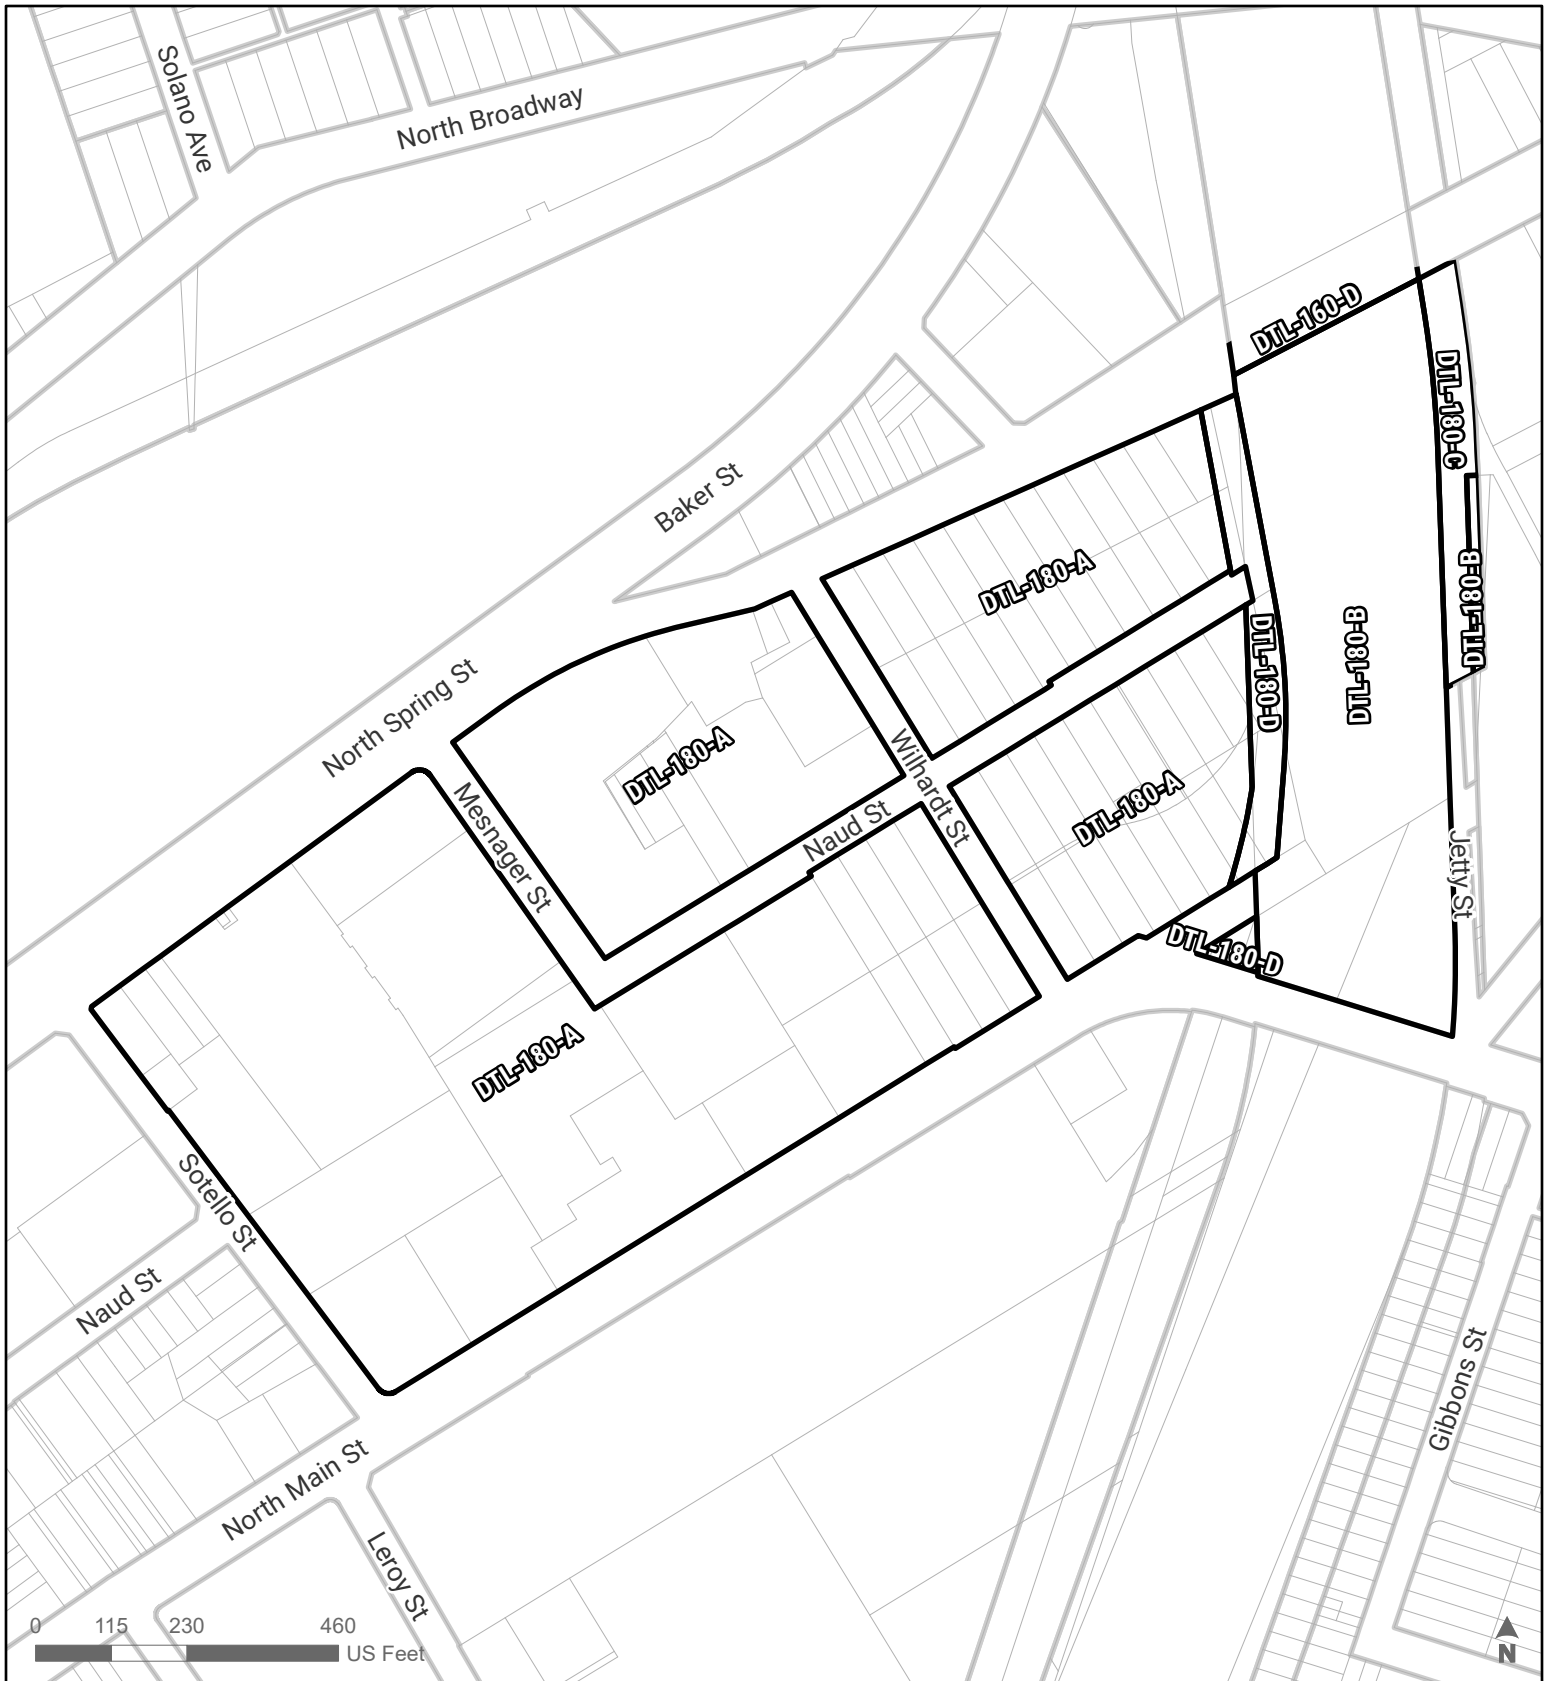 Solano Ave
North Broadway
DTL-160-D
DTL-180-C
Baker St
DTL-180-A
DTL-180-B
DTL-180-B
DTL-180-D
North Spring St
DTL-180-A
Wilhardt St
Mesnager St
Naud St
DTL-180-A
Jetty St
DTL-180-D
DTL-180-A
Sotello St
Naud St
Gibbons St
North Main St
Leroy St
0 115 230 460
US Feet
N